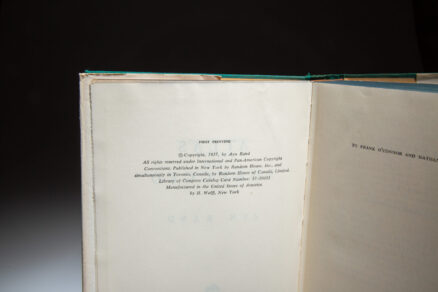 FIRST PRINTING
© Copyright, 1957, by Ayn Rand
All rights reserved under International and Pan-American Copyright
Conventions. Published in New York by Random House, Inc., and
simultaneously in Toronto, Canada, by Random House of Canada, Limited.
Library of Congress Catalog Card Number: 57-10033
Manufactured in the United States of America
by H. Wolff, New York
TO FRANK O'CONNOR AND NATHAN